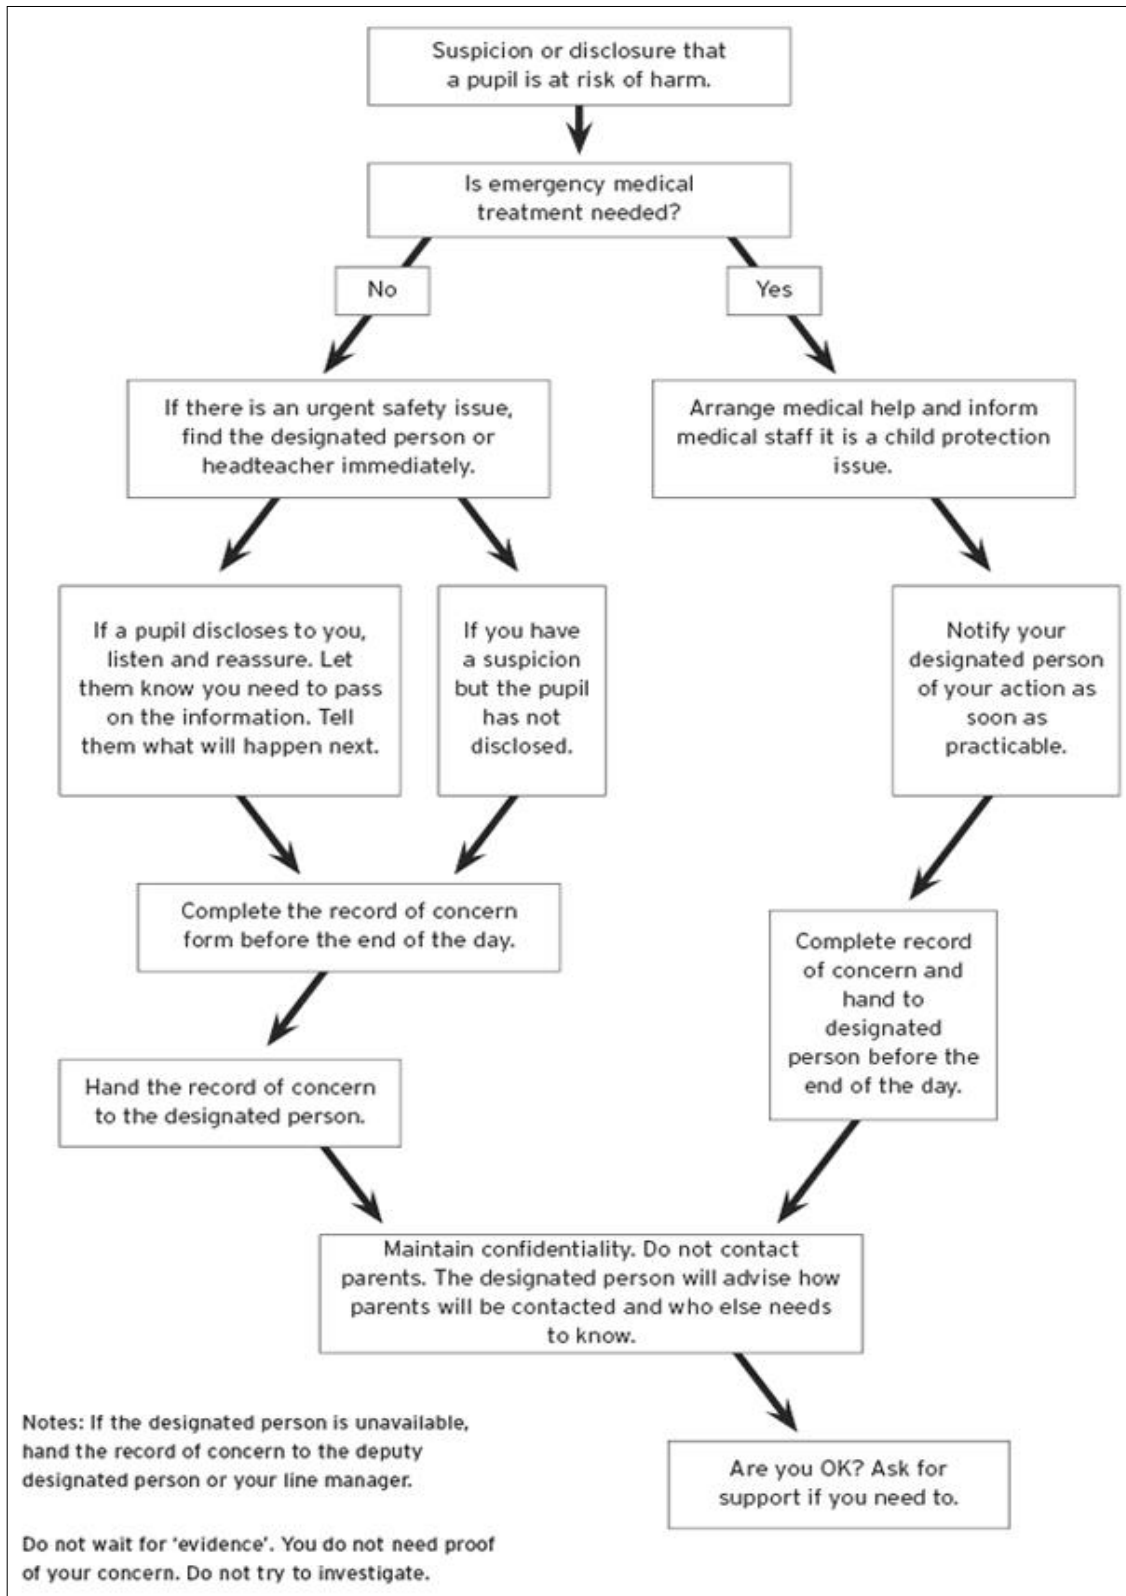 Suspicion or disclosure that
a pupil is at risk of harm.
Is emergency medical
treatment needed?
No
Yes
If there is an urgent safety issue,
find the designated person or
headteacher immediately.
Arrange medical help and inform
medical staff it is a child protection
issue.
If a pupil discloses to you,
listen and reassure. Let
them know you need to pass
on the information. Tell
them what will happen next.
If you have
a suspicion
but the pupil
has not
disclosed.
Notify your
designated person
of your action as
soon as
practicable.
Complete the record of concern
form before the end of the day.
Complete record
of concern and
hand to
designated
person before the
end of the day.
Hand the record of concern
to the designated person.
Maintain confidentiality. Do not contact
parents. The designated person will advise how
parents will be contacted and who else needs
to know.
Notes: If the designated person is unavailable,
hand the record of concern to the deputy
designated person or your line manager.
Do not wait for ‘evidence’. You do not need proof
of your concern. Do not try to investigate.
Are you OK? Ask for
support if you need to.